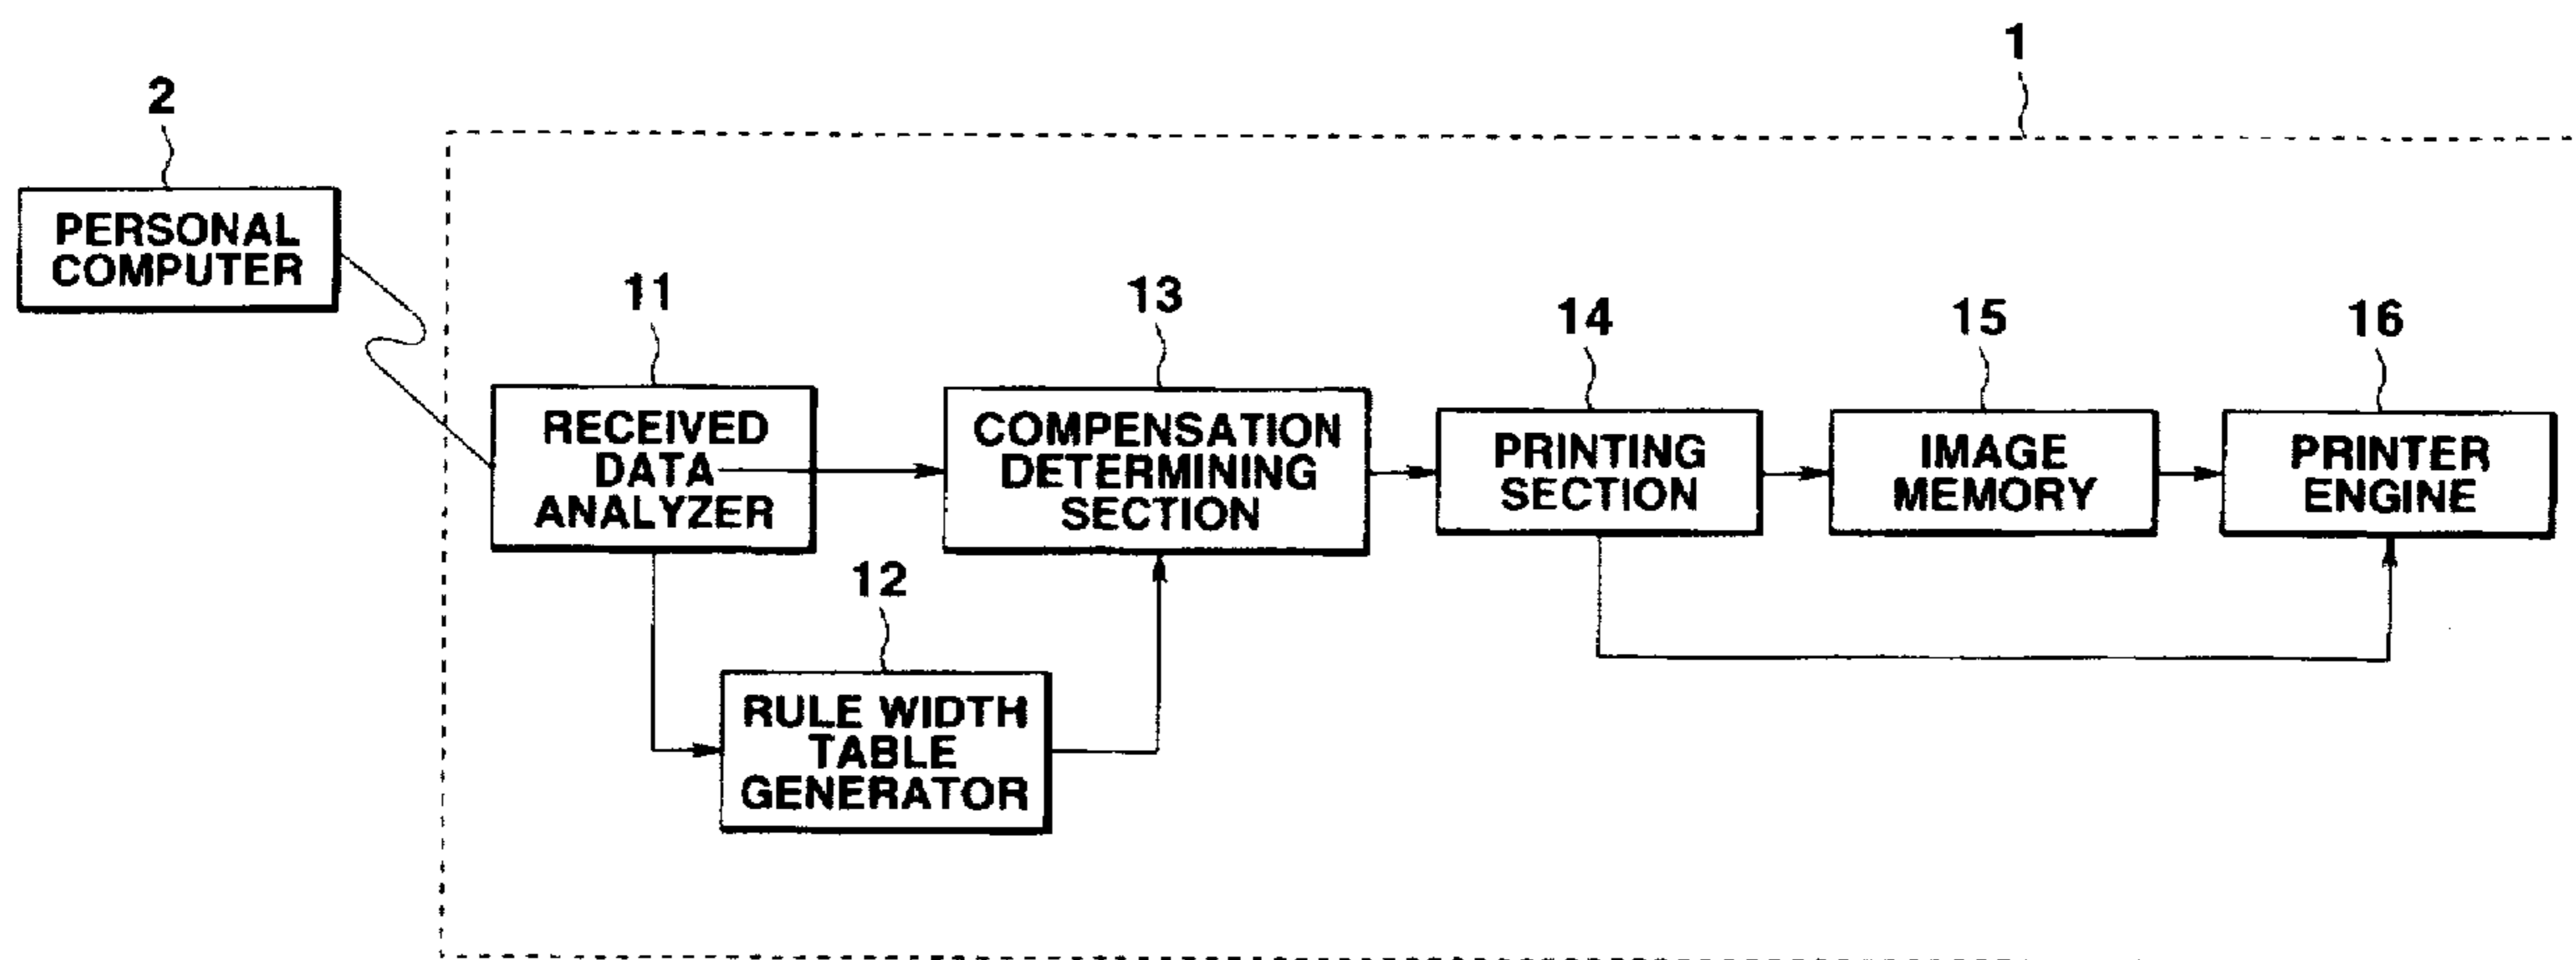 1
2
PERSONAL
COMPUTER
11
RECEIVED
DATA
ANALYZER
13
COMPENSATION
DETERMINING
SECTION
14
PRINTING
SECTION
15
IMAGE
MEMORY
16
PRINTER
ENGINE
12
RULE WIDTH
TABLE
GENERATOR